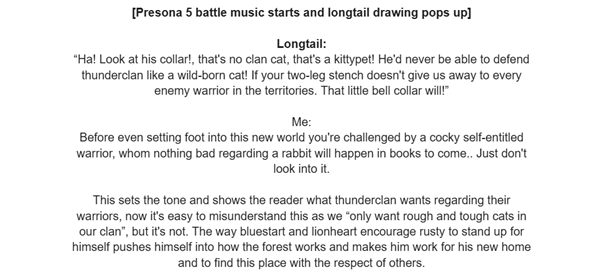 [Presona 5 battle music starts and longtail drawing pops up]
Longtail:
“Ha! Look at his collar!, that's no clan cat, that's a kittypet! He'd never be able to defend
thunderclan like a wild-born cat! If your two-leg stench doesn't give us away to every
enemy warrior in the territories. That little bell collar will!”
Me:
Before even setting foot into this new world you're challenged by a cocky self-entitled
warrior, whom nothing bad regarding a rabbit will happen in books to come.. Just don't
look into it.
This sets the tone and shows the reader what thunderclan wants regarding their
warriors, now it's easy to misunderstand this as we “only want rough and tough cats in
our clan”, but it's not. The way bluestart and lionheart encourage rusty to stand up for
himself pushes himself into how the forest works and makes him work for his new home
and to find this place with the respect of others.